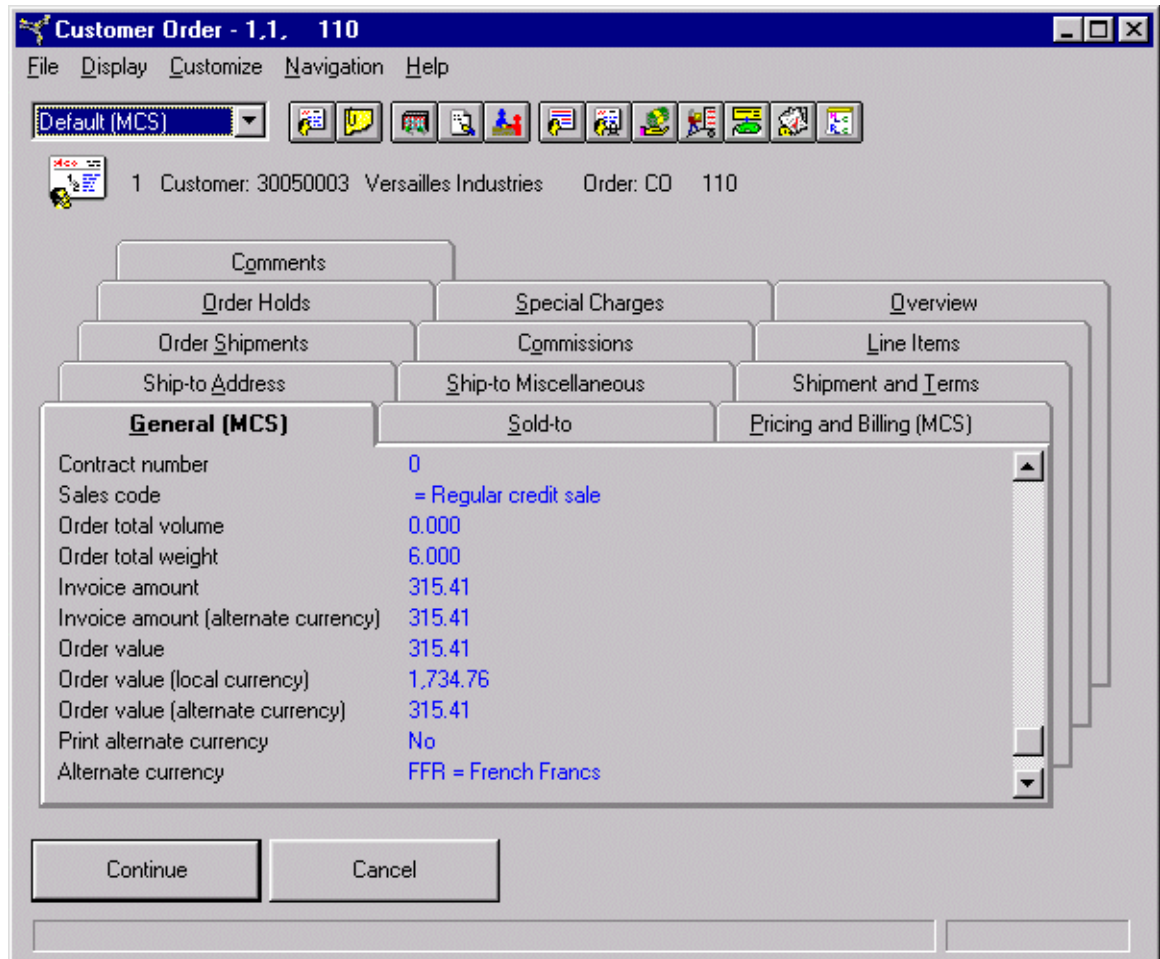 Customer Order - 1,1, 110
File Display Customize Navigation Help
Default (MCS)
1 Customer: 30050003 Versailles Industries Order: CO 110
Comments
Order Holds Special Charges Overview
Order Shipments Commissions Line Items
Ship-to Address Ship-to Miscellaneous Shipment and Terms
General (MCS) Sold-to Pricing and Billing (MCS)
Contract number 0
Sales code = Regular credit sale
Order total volume 0.000
Order total weight 6.000
Invoice amount 315.41
Invoice amount (alternate currency) 315.41
Order value 315.41
Order value (local currency) 1,734.76
Order value (alternate currency) 315.41
Print alternate currency No
Alternate currency FFR = French Francs
Continue Cancel